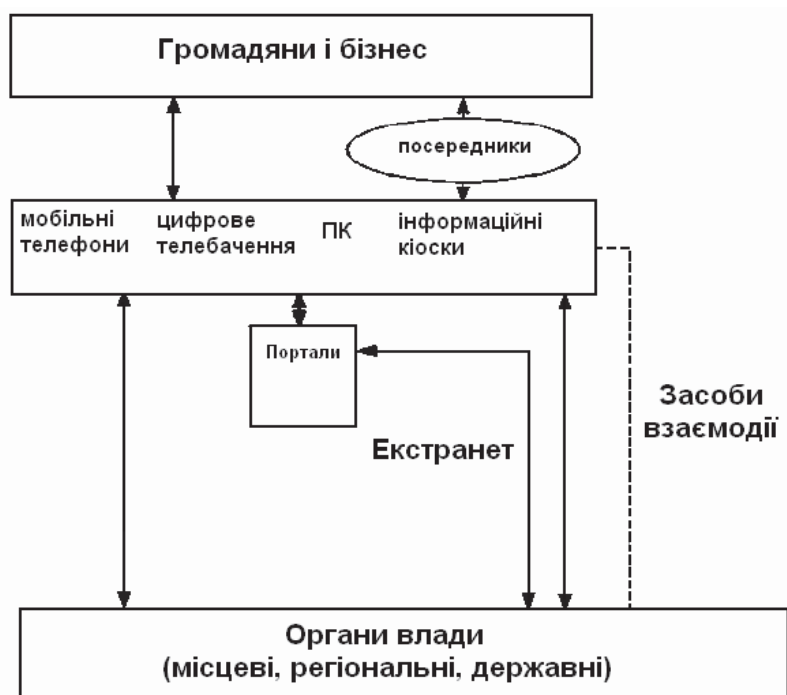 Громадяни і бізнес
посередники
мобільні телефони
цифрове телебачення
ПК
інформаційні кіоски
Портали
Екстранет
Засоби взаємодії
Органи влади
(місцеві, регіональні, державні)